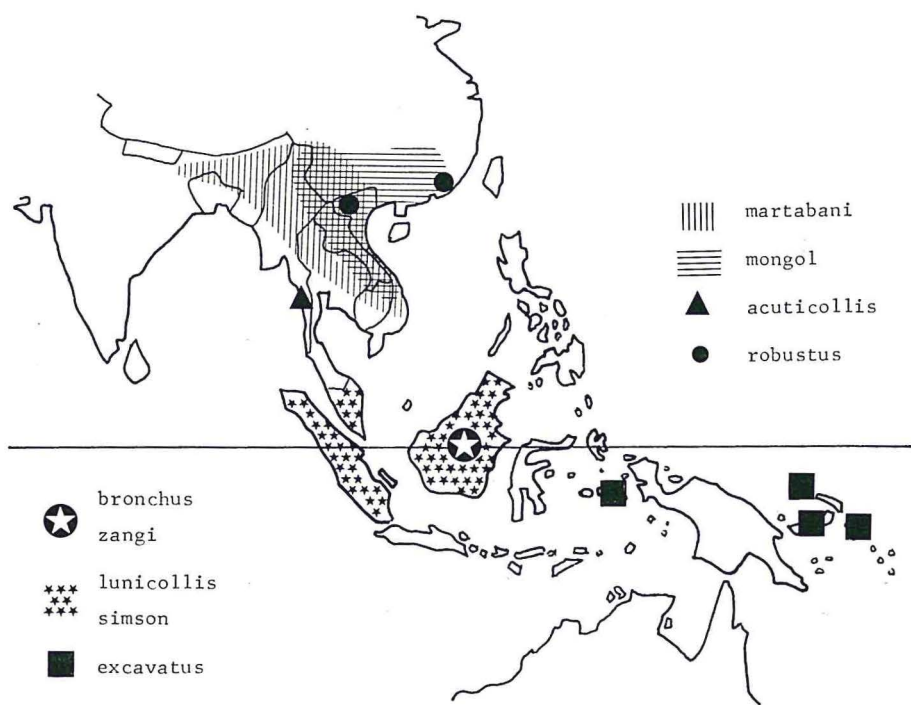 martabani
mongol
acuticollis
robustus
bronchus
zangi
lunicollis
simson
excavatus